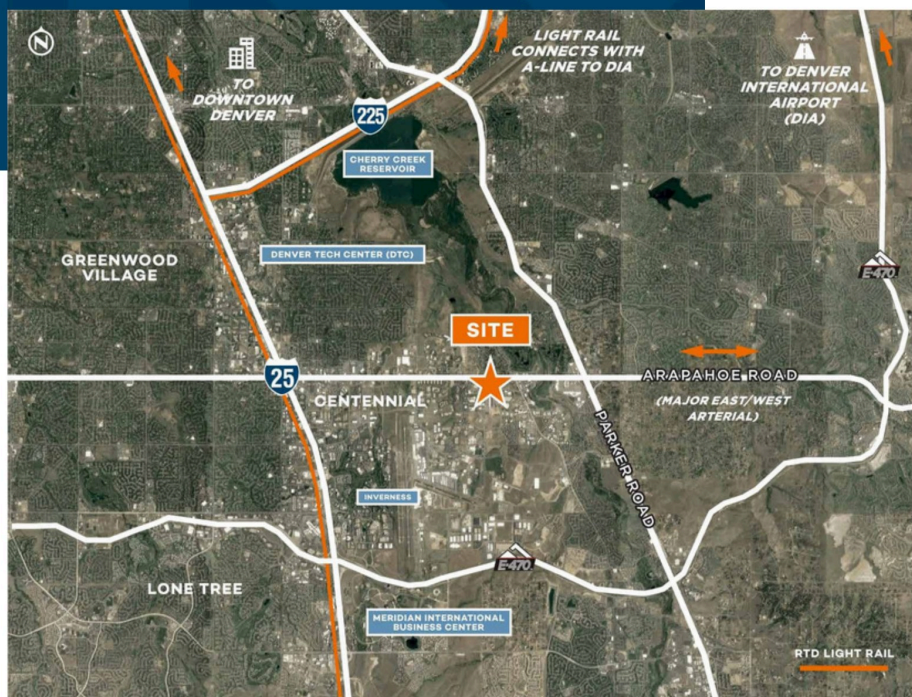 N
TO
DOWNTOWN
DENVER
LIGHT RAIL
CONNECTS WITH
A-LINE TO DIA
TO DENVER
INTERNATIONAL
AIRPORT
(DIA)
225
CHERRY CREEK
RESERVOIR
GREENWOOD
VILLAGE
DENVER TECH CENTER (DTC)
E-470
SITE
25
CENTENNIAL
ARAPAHOE ROAD
(MAJOR EAST/WEST
ARTERIAL)
PARKER ROAD
INVERNESS
E-470
LONE TREE
MERIDIAN INTERNATIONAL
BUSINESS CENTER
RTD LIGHT RAIL